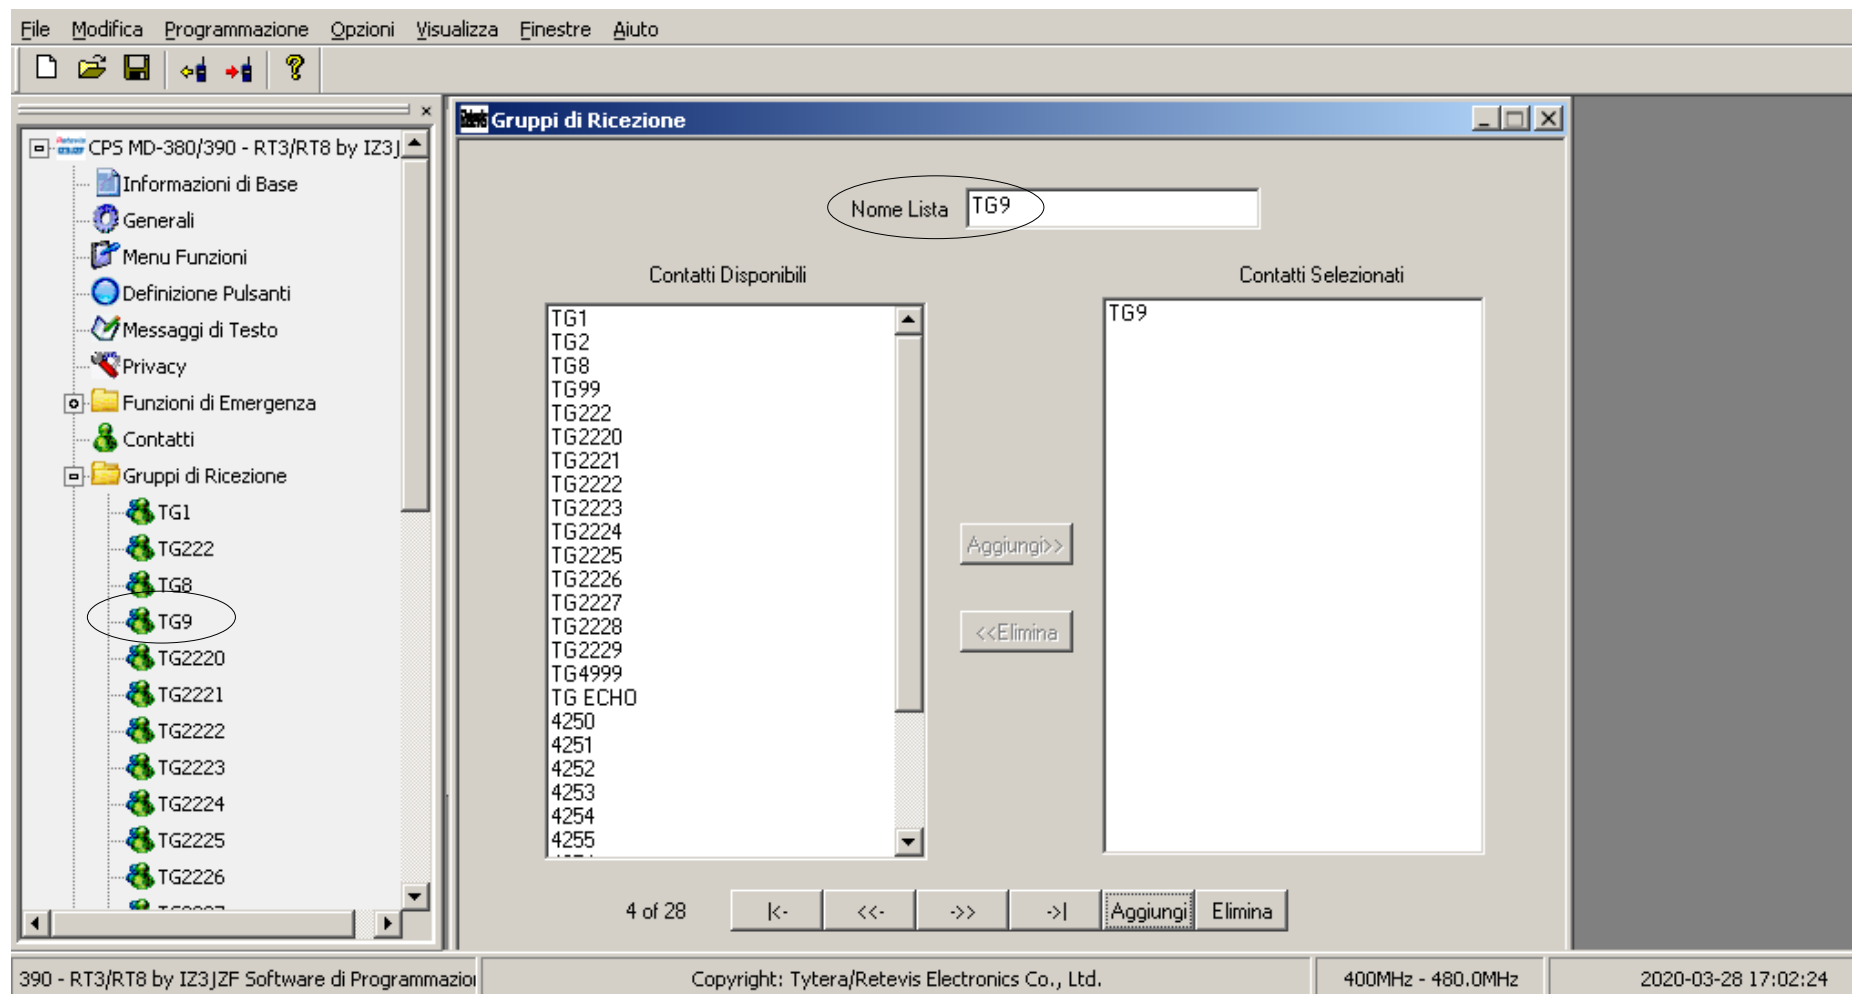 File Modifica Programmazione Opzioni Visualizza Finestre Aiuto
CPS MD-380/390 - RT3/RT8 by IZ3J
Informazioni di Base
Generali
Menu Funzioni
Definizione Pulsanti
Messaggi di Testo
Privacy
Funzioni di Emergenza
Contatti
Gruppi di Ricezione
TG1
TG222
TG8
TG9
TG2220
TG2221
TG2222
TG2223
TG2224
TG2225
TG2226
Gruppi di Ricezione
Nome Lista TG9
Contatti Disponibili
TG1
TG2
TG8
TG99
TG222
TG2220
TG2221
TG2222
TG2223
TG2224
TG2225
TG2226
TG2227
TG2228
TG2229
TG4999
TG ECHO
4250
4251
4252
4253
4254
4255
Aggiungi>>
<<Elimina
Contatti Selezionati
TG9
4 of 28 |<- <<- ->> ->| Aggiungi Elimina
390 - RT3/RT8 by IZ3JZF Software di Programmazion
Copyright: Tytera/Retevis Electronics Co., Ltd.
400MHz - 480.0MHz
2020-03-28 17:02:24